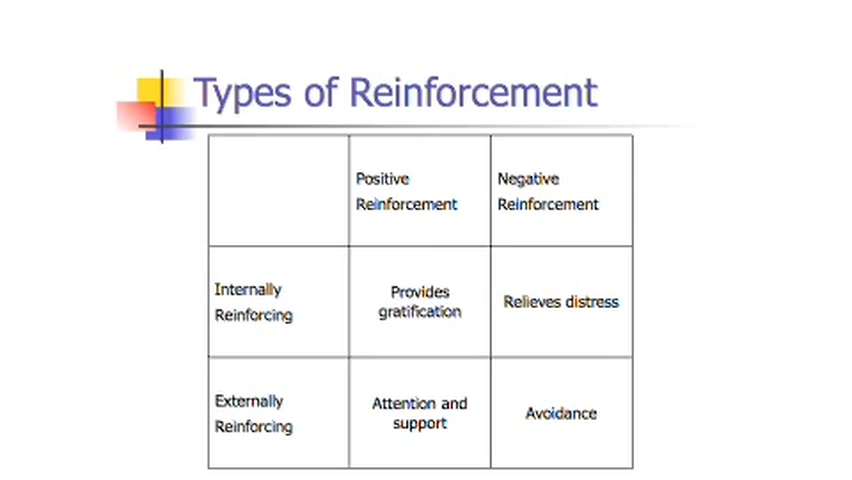 Types of Reinforcement
Positive
Reinforcement
Negative
Reinforcement
Internally
Reinforcing
Provides
gratification
Relieves distress
Externally
Reinforcing
Attention and
support
Avoidance